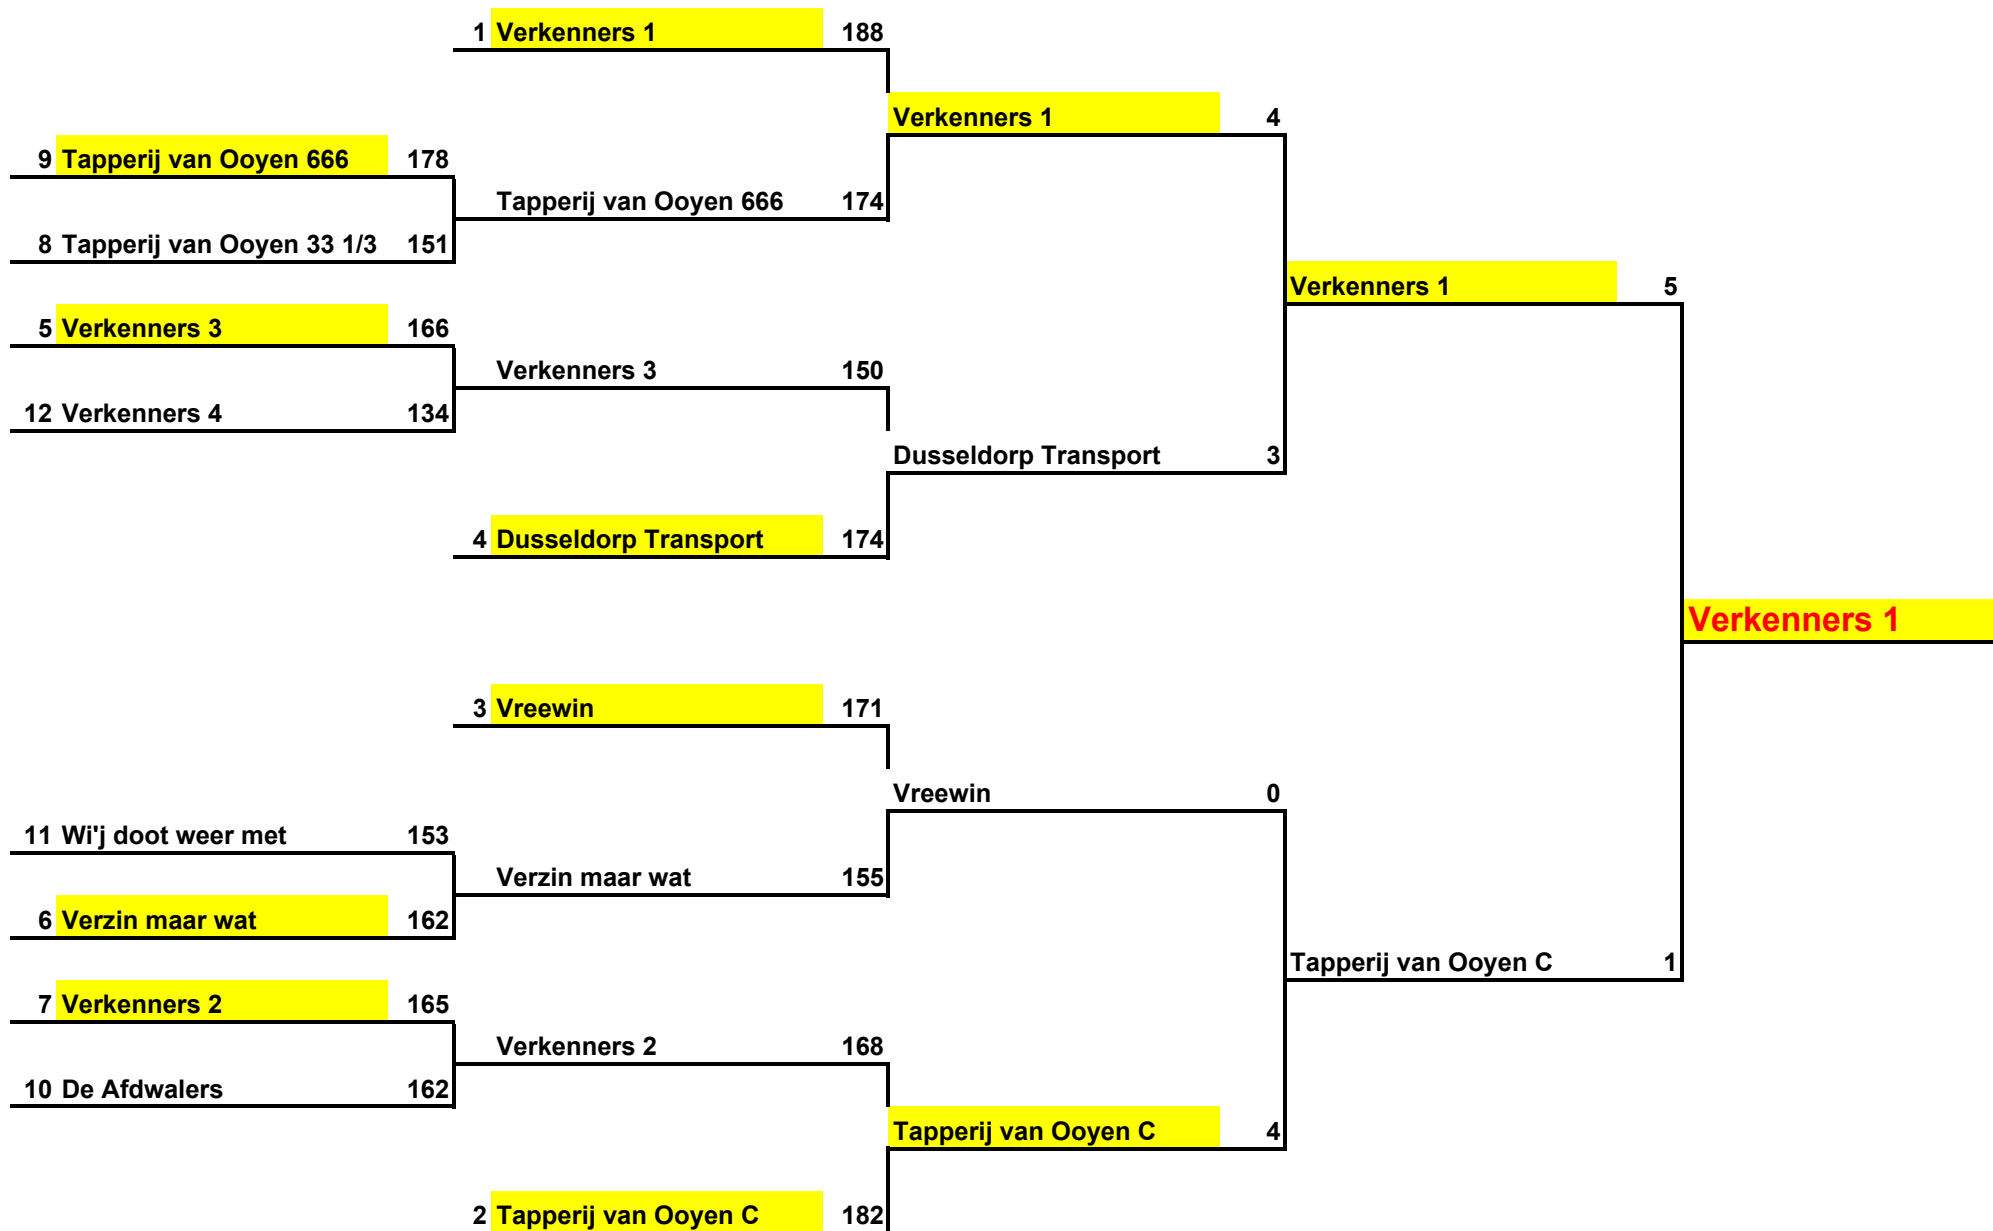 1 Verkenners 1 188
Verkenners 1 4
9 Tapperij van Ooyen 666 178
Tapperij van Ooyen 666 174
8 Tapperij van Ooyen 33 1/3 151
Verkenners 1 5
5 Verkenners 3 166
Verkenners 3 150
12 Verkenners 4 134
Dusseldorp Transport 3
4 Dusseldorp Transport 174
Verkenners 1
3 Vreewin 171
Vreewin 0
11 Wi'j doot weer met 153
Verzin maar wat 155
6 Verzin maar wat 162
Tapperij van Ooyen C 1
7 Verkenners 2 165
Verkenners 2 168
10 De Afdwalers 162
Tapperij van Ooyen C 4
2 Tapperij van Ooyen C 182